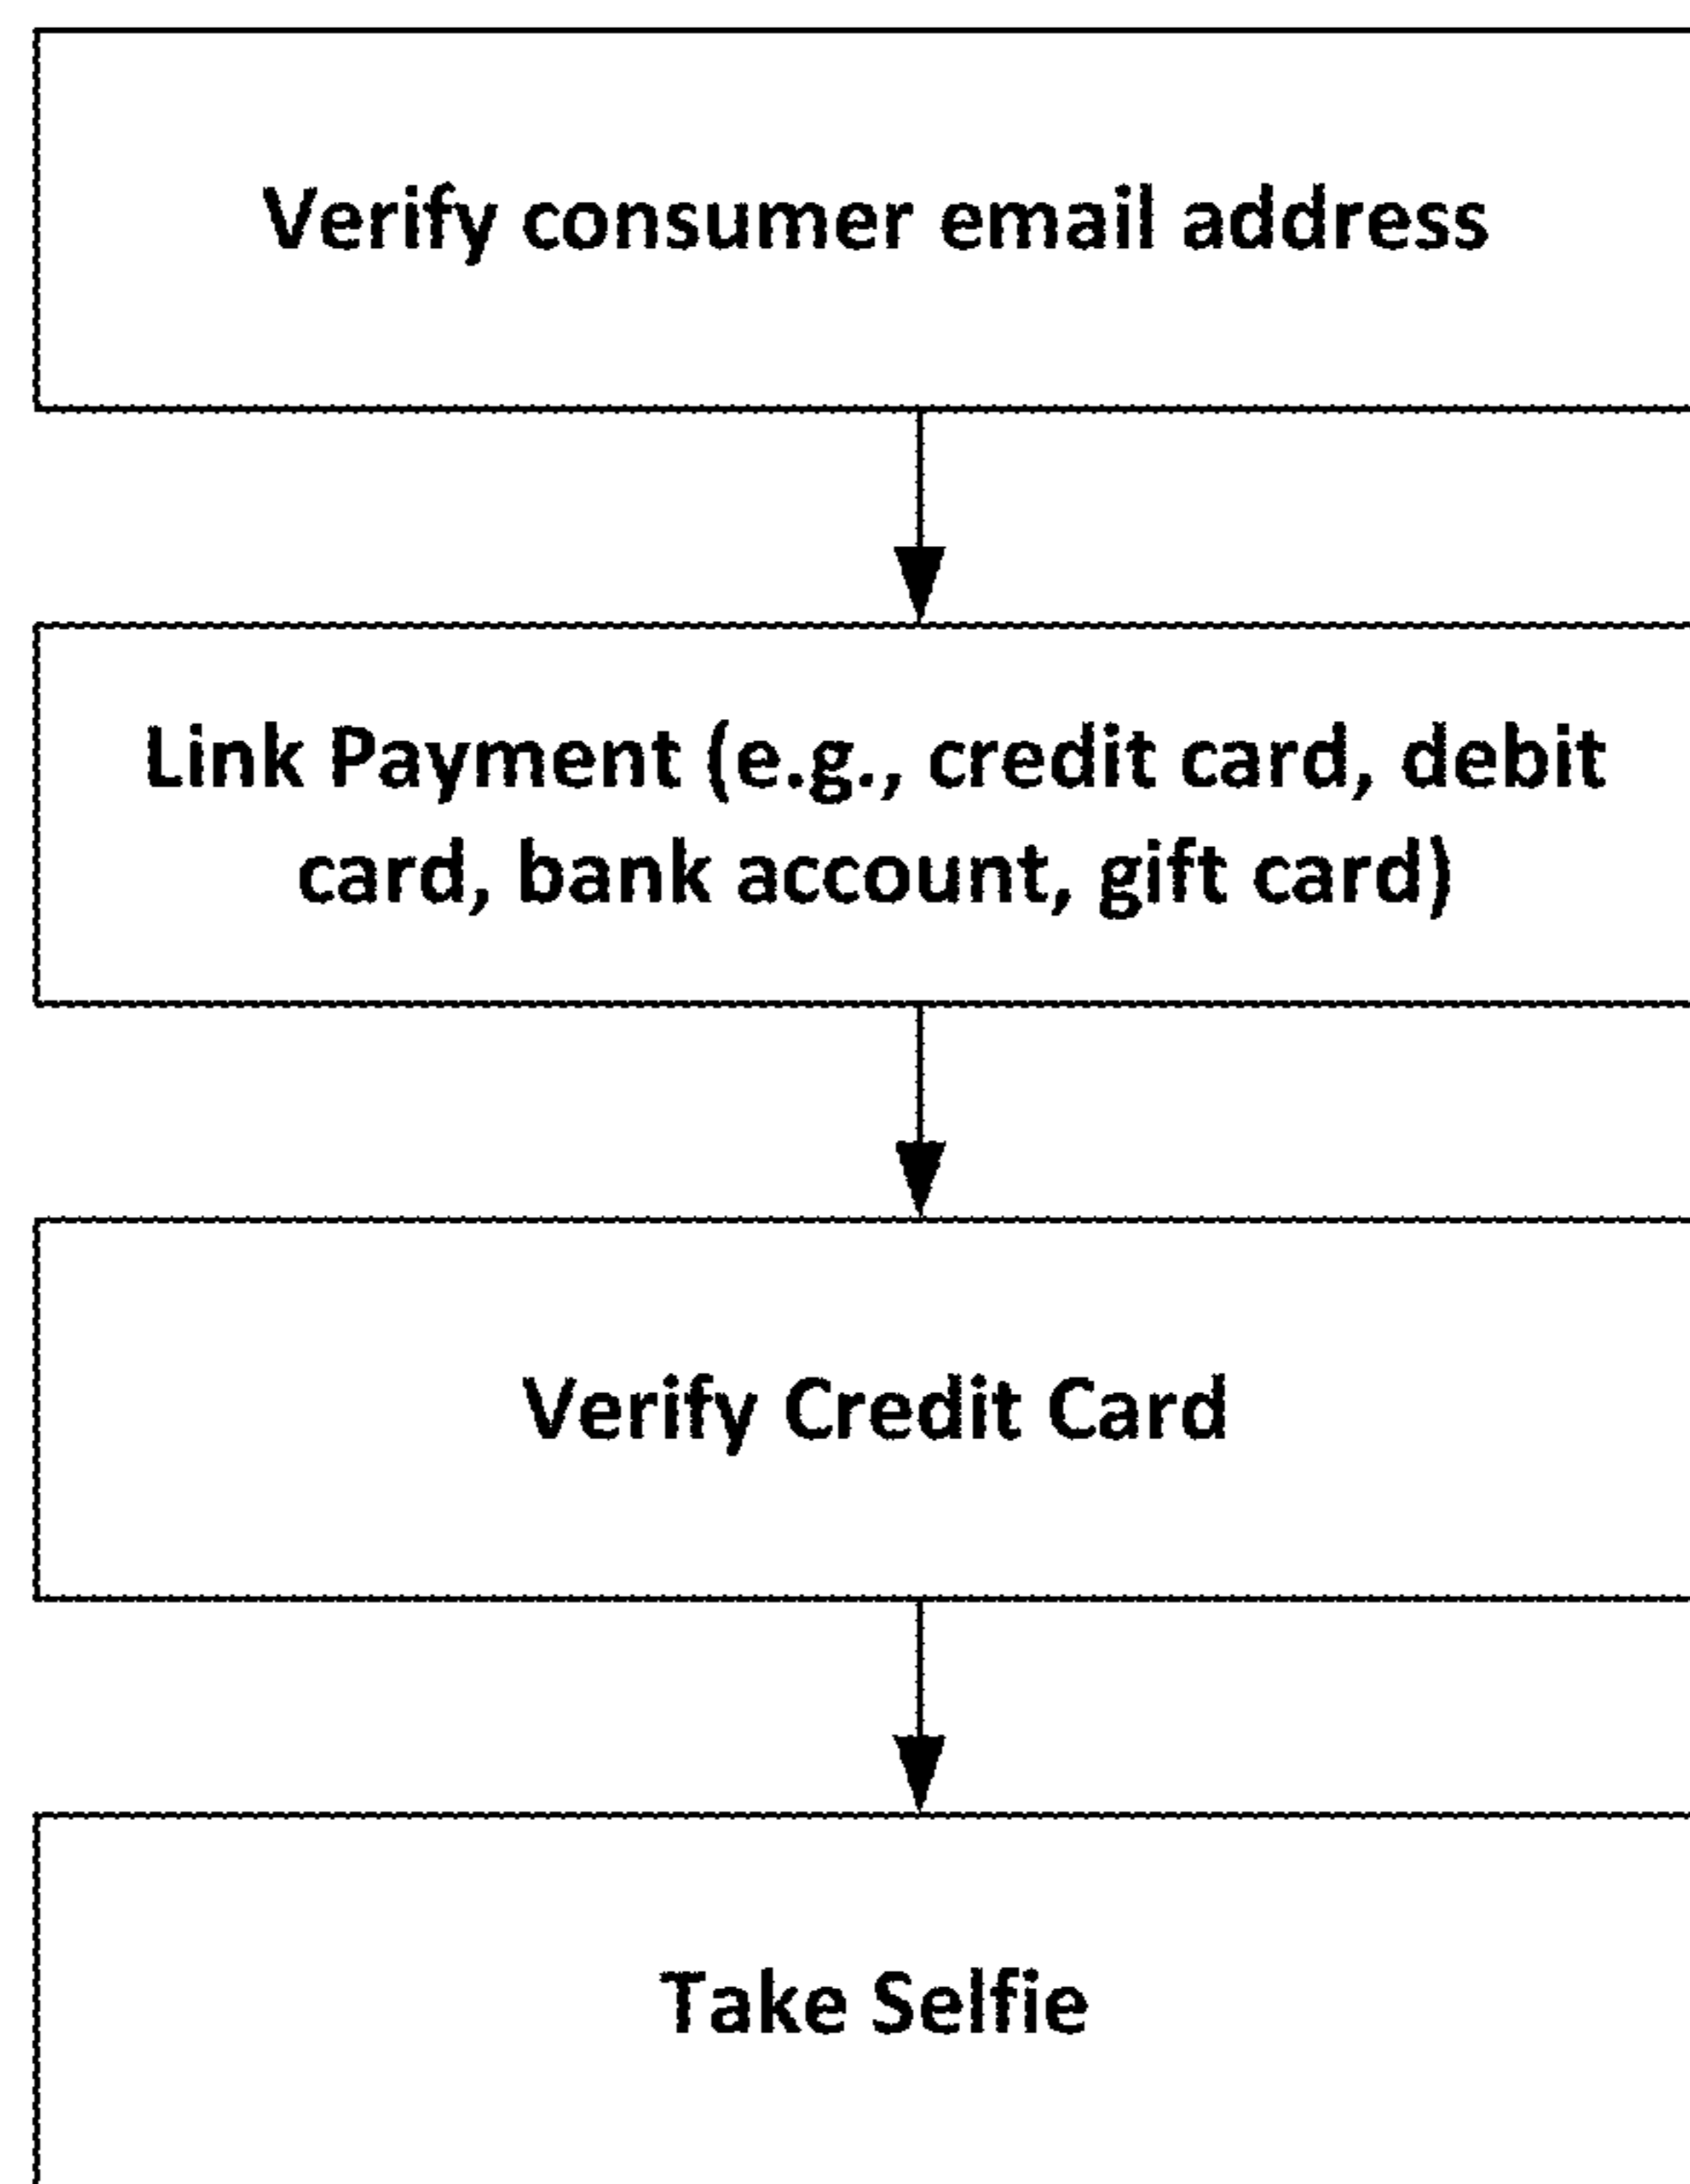 Verify consumer email address
Link Payment (e.g., credit card, debit
card, bank account, gift card)
Verify Credit Card
Take Selfie